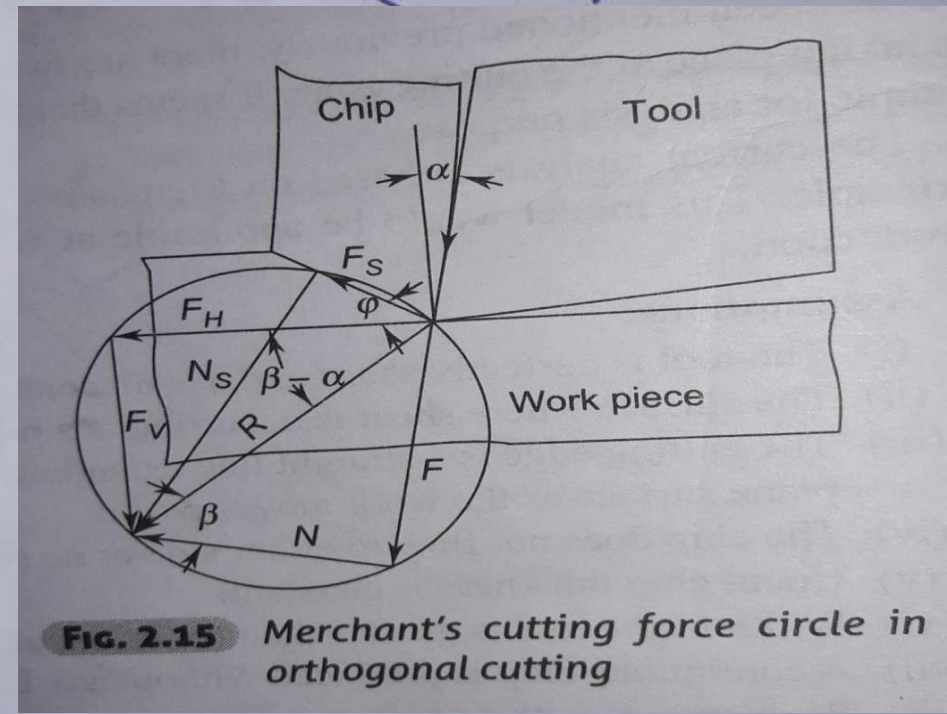 Chip
Tool
α
F_S
φ
F_H
N_S
β – α
Work piece
F_V
R
F
β
N
FIG. 2.15 Merchant's cutting force circle in
orthogonal cutting